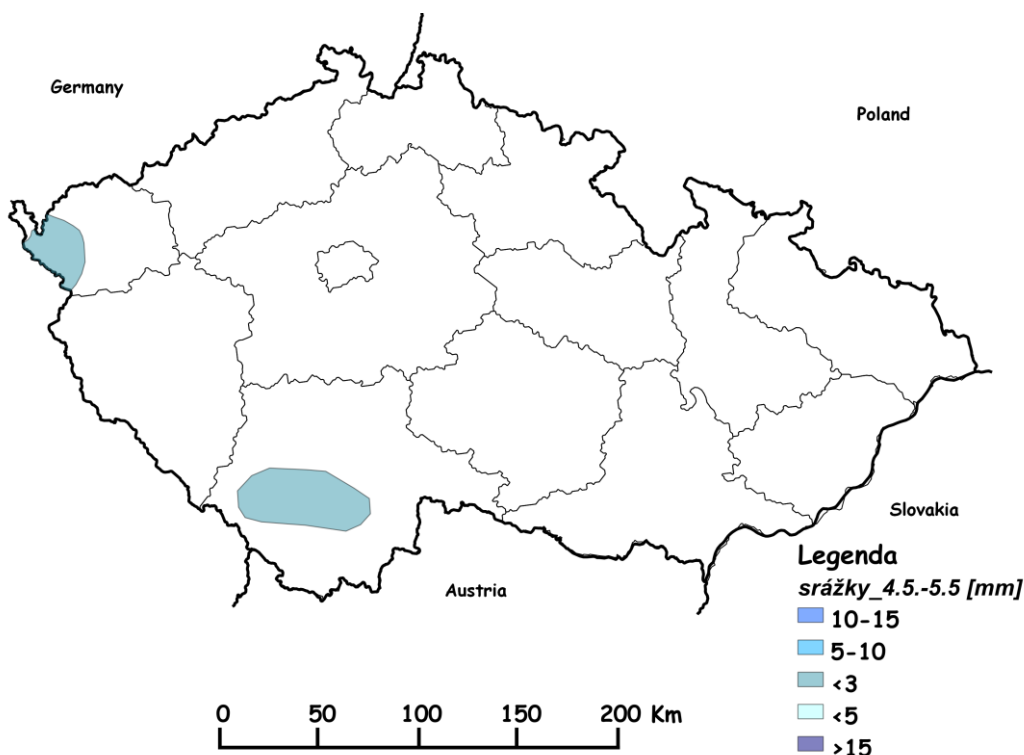 Germany
Poland
Slovakia
Austria
Legenda
srážky_4.5.-5.5 [mm]
10-15
5-10
<3
<5
>15
0 50 100 150 200 Km